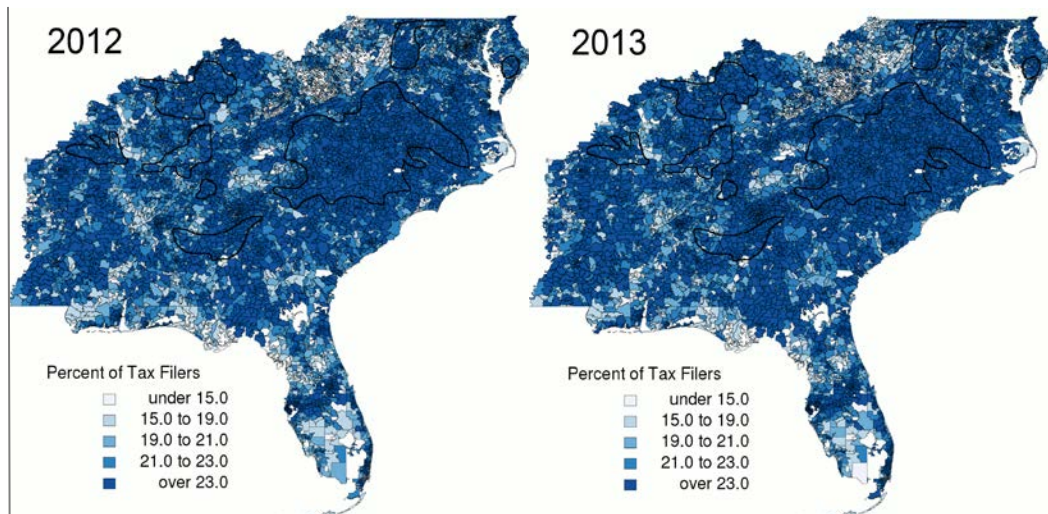 2012
Percent of Tax Filers
under 15.0
15.0 to 19.0
19.0 to 21.0
21.0 to 23.0
over 23.0
2013
Percent of Tax Filers
under 15.0
15.0 to 19.0
19.0 to 21.0
21.0 to 23.0
over 23.0